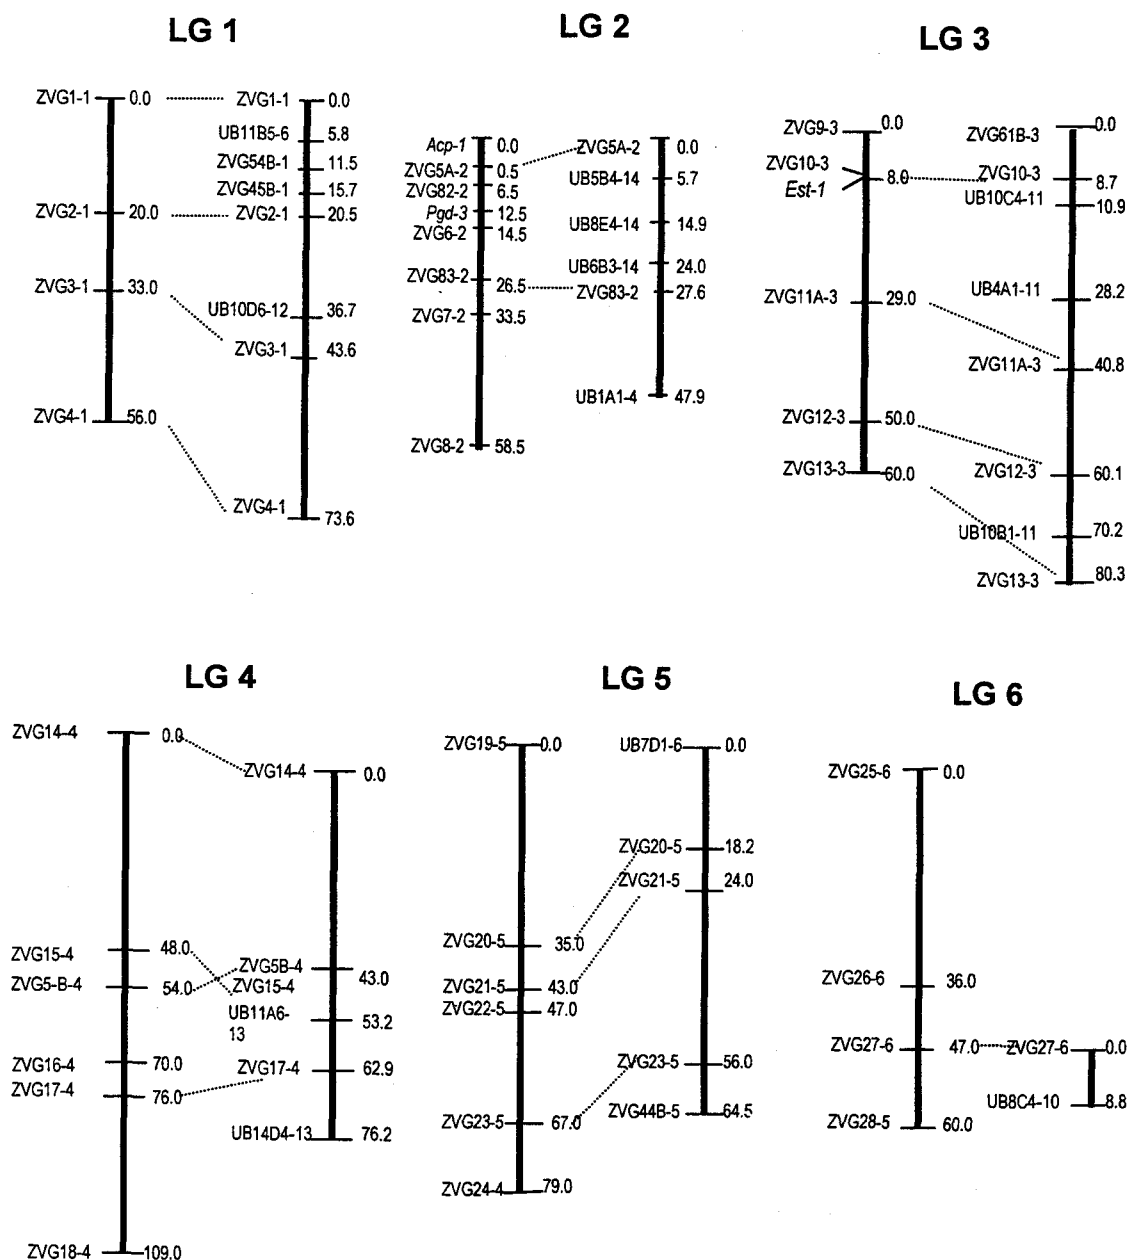 LG 1
ZVG1-1 0.0
ZVG2-1 20.0
ZVG3-1 33.0
ZVG4-1 56.0
ZVG1-1 0.0
UB11B5-6 5.8
ZVG54B-1 11.5
ZVG45B-1 15.7
ZVG2-1 20.5
UB10D6-12 36.7
ZVG3-1 43.6
ZVG4-1 73.6
LG 2
Acp-1 0.0
ZVG5A-2 0.5
ZVG82-2 6.5
Pgd-3 12.5
ZVG6-2 14.5
ZVG83-2 26.5
ZVG7-2 33.5
ZVG8-2 58.5
ZVG5A-2 0.0
UB5B4-14 5.7
UB8E4-14 14.9
UB6B3-14 24.0
ZVG83-2 27.6
UB1A1-4 47.9
LG 3
ZVG9-3 0.0
ZVG10-3
Est-1 8.0
ZVG11A-3 29.0
ZVG12-3 50.0
ZVG13-3 60.0
ZVG61B-3 0.0
ZVG10-3 8.7
UB10C4-11 10.9
UB4A1-11 28.2
ZVG11A-3 40.8
ZVG12-3 60.1
UB10B1-11 70.2
ZVG13-3 80.3
LG 4
ZVG14-4 0.0
ZVG15-4 48.0
ZVG5-B-4 54.0
ZVG16-4 70.0
ZVG17-4 76.0
ZVG18-4 109.0
ZVG14-4 0.0
ZVG5B-4 43.0
ZVG15-4
UB11A6-
13 53.2
ZVG17-4 62.9
UB14D4-13 76.2
LG 5
ZVG19-5 0.0
ZVG20-5 35.0
ZVG21-5 43.0
ZVG22-5 47.0
ZVG23-5 67.0
ZVG24-4 79.0
UB7D1-6 0.0
ZVG20-5 18.2
ZVG21-5 24.0
ZVG23-5 56.0
ZVG44B-5 64.5
LG 6
ZVG25-6 0.0
ZVG26-6 36.0
ZVG27-6 47.0
ZVG28-5 60.0
ZVG27-6 0.0
UB8C4-10 8.8